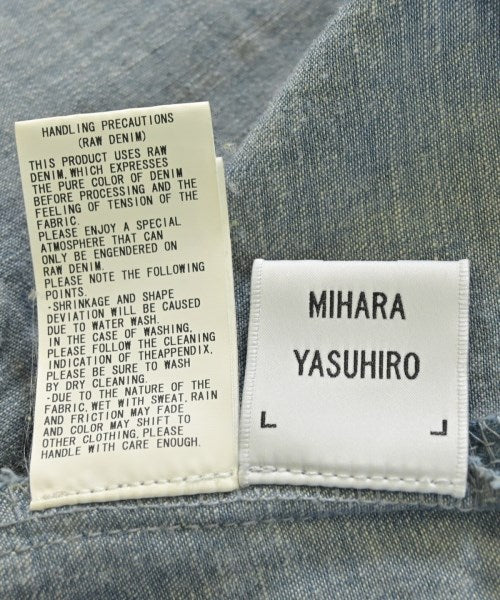 HANDLING PRECAUTIONS
(RAW DENIM)
THIS PRODUCT USES RAW
DENIM, WHICH EXPRESSES
THE PURE COLOR OF DENIM
BEFORE PROCESSING AND THE
FEELING OF TENSION OF THE
FABRIC.
PLEASE ENJOY A SPECIAL
ATMOSPHERE THAT CAN
ONLY BE ENGENDERED ON
RAW DENIM.
PLEASE NOTE THE FOLLOWING
POINTS.
-SHRINKAGE AND SHAPE
DEVIATION WILL BE CAUSED
DUE TO WATER WASH.
IN THE CASE OF WASHING,
PLEASE FOLLOW THE CLEANING
INDICATION OF THEAPPENDIX.
PLEASE BE SURE TO WASH
BY DRY CLEANING.
-DUE TO THE NATURE OF THE
FABRIC, WET WITH SWEAT, RAIN
AND FRICTION MAY FADE
AND COLOR MAY SHIFT TO
OTHER CLOTHING. PLEASE
HANDLE WITH CARE ENOUGH.
MIHARA
YASUHIRO